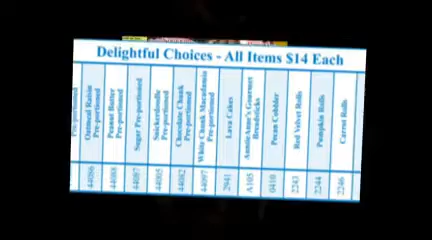 Delightful Choices - All Items $14 Each
Pre-portioned
Oatmeal Raisin
Pre-portioned
Peanut Butter
Pre-portioned
Sugar Pre-portioned
Snickerdoodle
Pre-portioned
Chocolate Chunk
Pre-portioned
White Chunk Macadamia
Pre-portioned
Lava Cakes
AuntieAnne's Gourmet
Breadsticks
Pecan Cobbler
Red Velvet Rolls
Pumpkin Rolls
Carrot Rolls
44086
44088
44087
44005
44082
44097
2941
A105
0410
2243
2244
2246